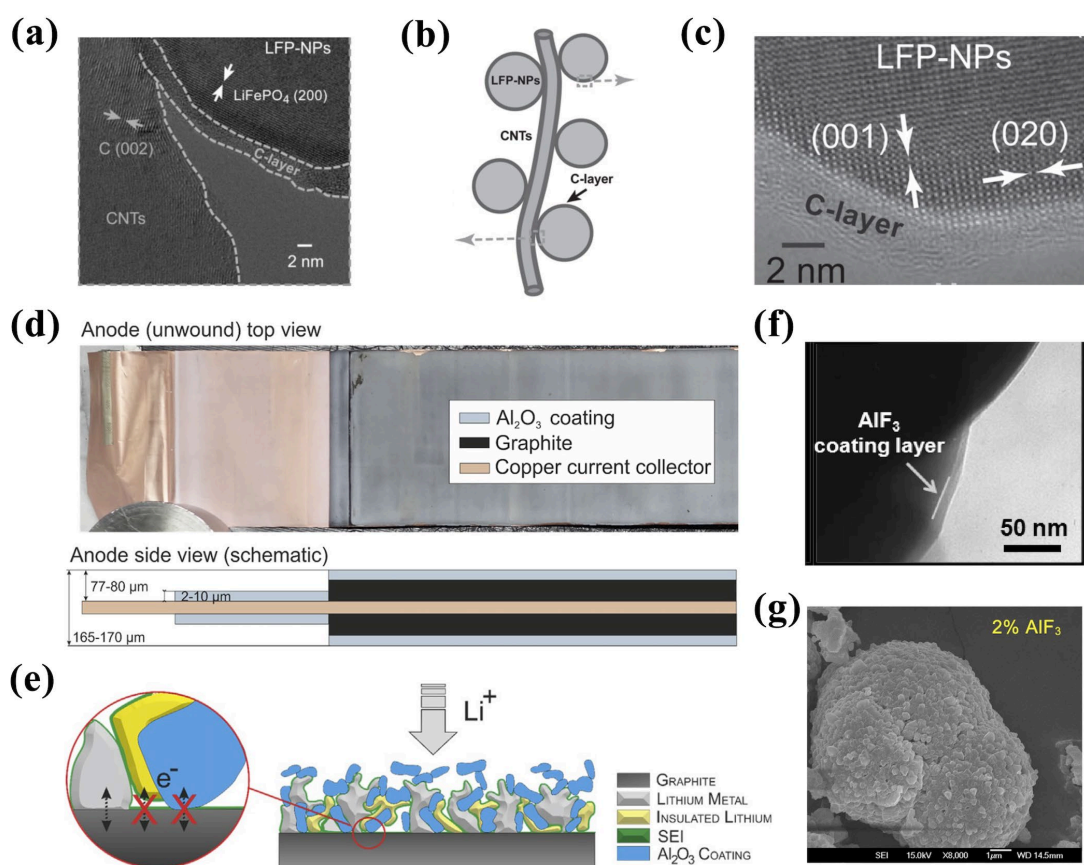 (a)
LFP-NPs
LiFePO₄ (200)
C (002)
C-layer
CNTs
2 nm
(b)
LFP-NPs
CNTs
C-layer
(c)
LFP-NPs
(001)
(020)
C-layer
2 nm
(d)
Anode (unwound) top view
Al₂O₃ coating
Graphite
Copper current collector
Anode side view (schematic)
77-80 µm
2-10 µm
165-170 µm
(e)
e⁻
Li⁺
GRAPHITE
LITHIUM METAL
INSULATED LITHIUM
SEI
Al₂O₃ COATING
(f)
AlF₃
coating layer
50 nm
(g)
2% AlF₃
SEI 15.0kV X8,000 1µm WD 14.5mm